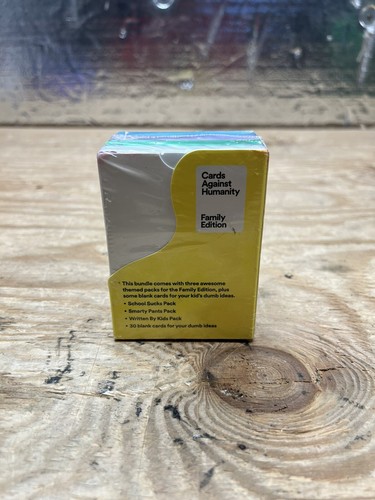 Cards
Against
Humanity
Family
Edition
This bundle comes with three awesome
themed packs for the Family Edition, plus
some blank cards for your kid's dumb ideas.
• School Sucks Pack
• Smarty Pants Pack
• Written By Kids Pack
• 30 blank cards for your dumb ideas